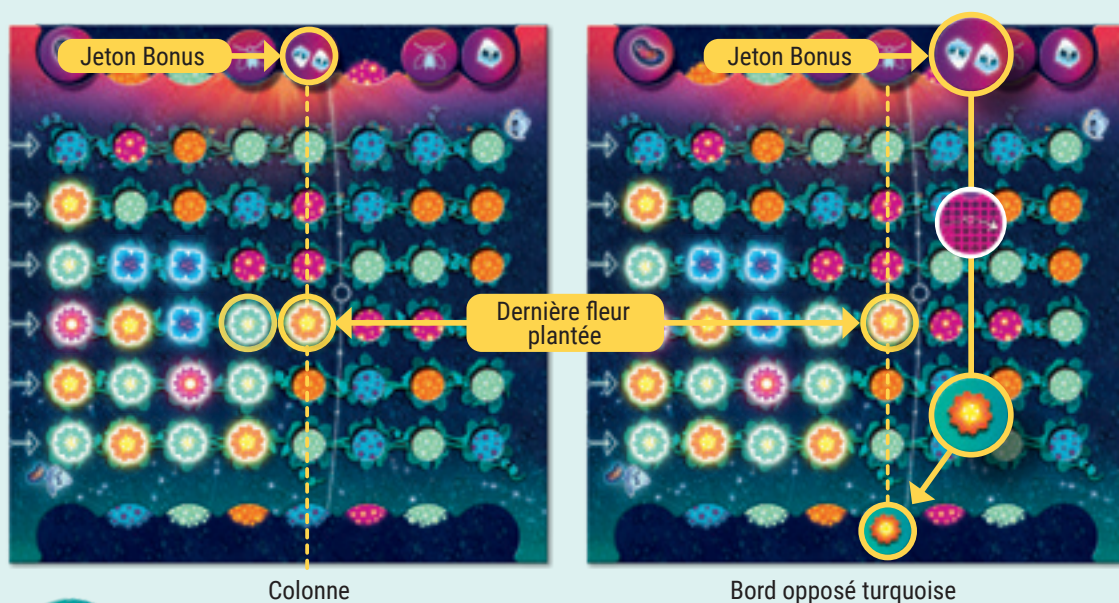 Jeton Bonus
Jeton Bonus
Dernière fleur
plantée
Colonne
Bord opposé turquoise